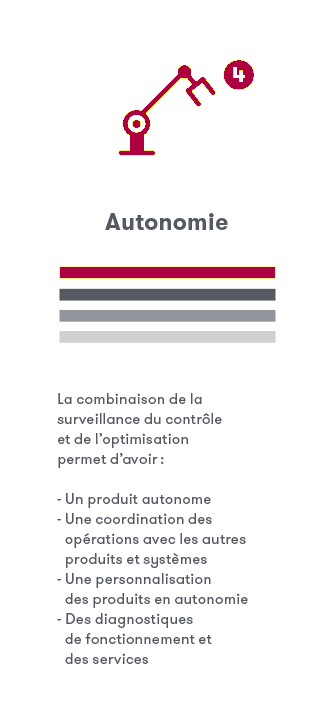 4
Autonomie
La combinaison de la
surveillance du contrôle
et de l'optimisation
permet d'avoir :
- Un produit autonome
- Une coordination des
opérations avec les autres
produits et systèmes
- Une personnalisation
des produits en autonomie
- Des diagnostiques
de fonctionnement et
des services